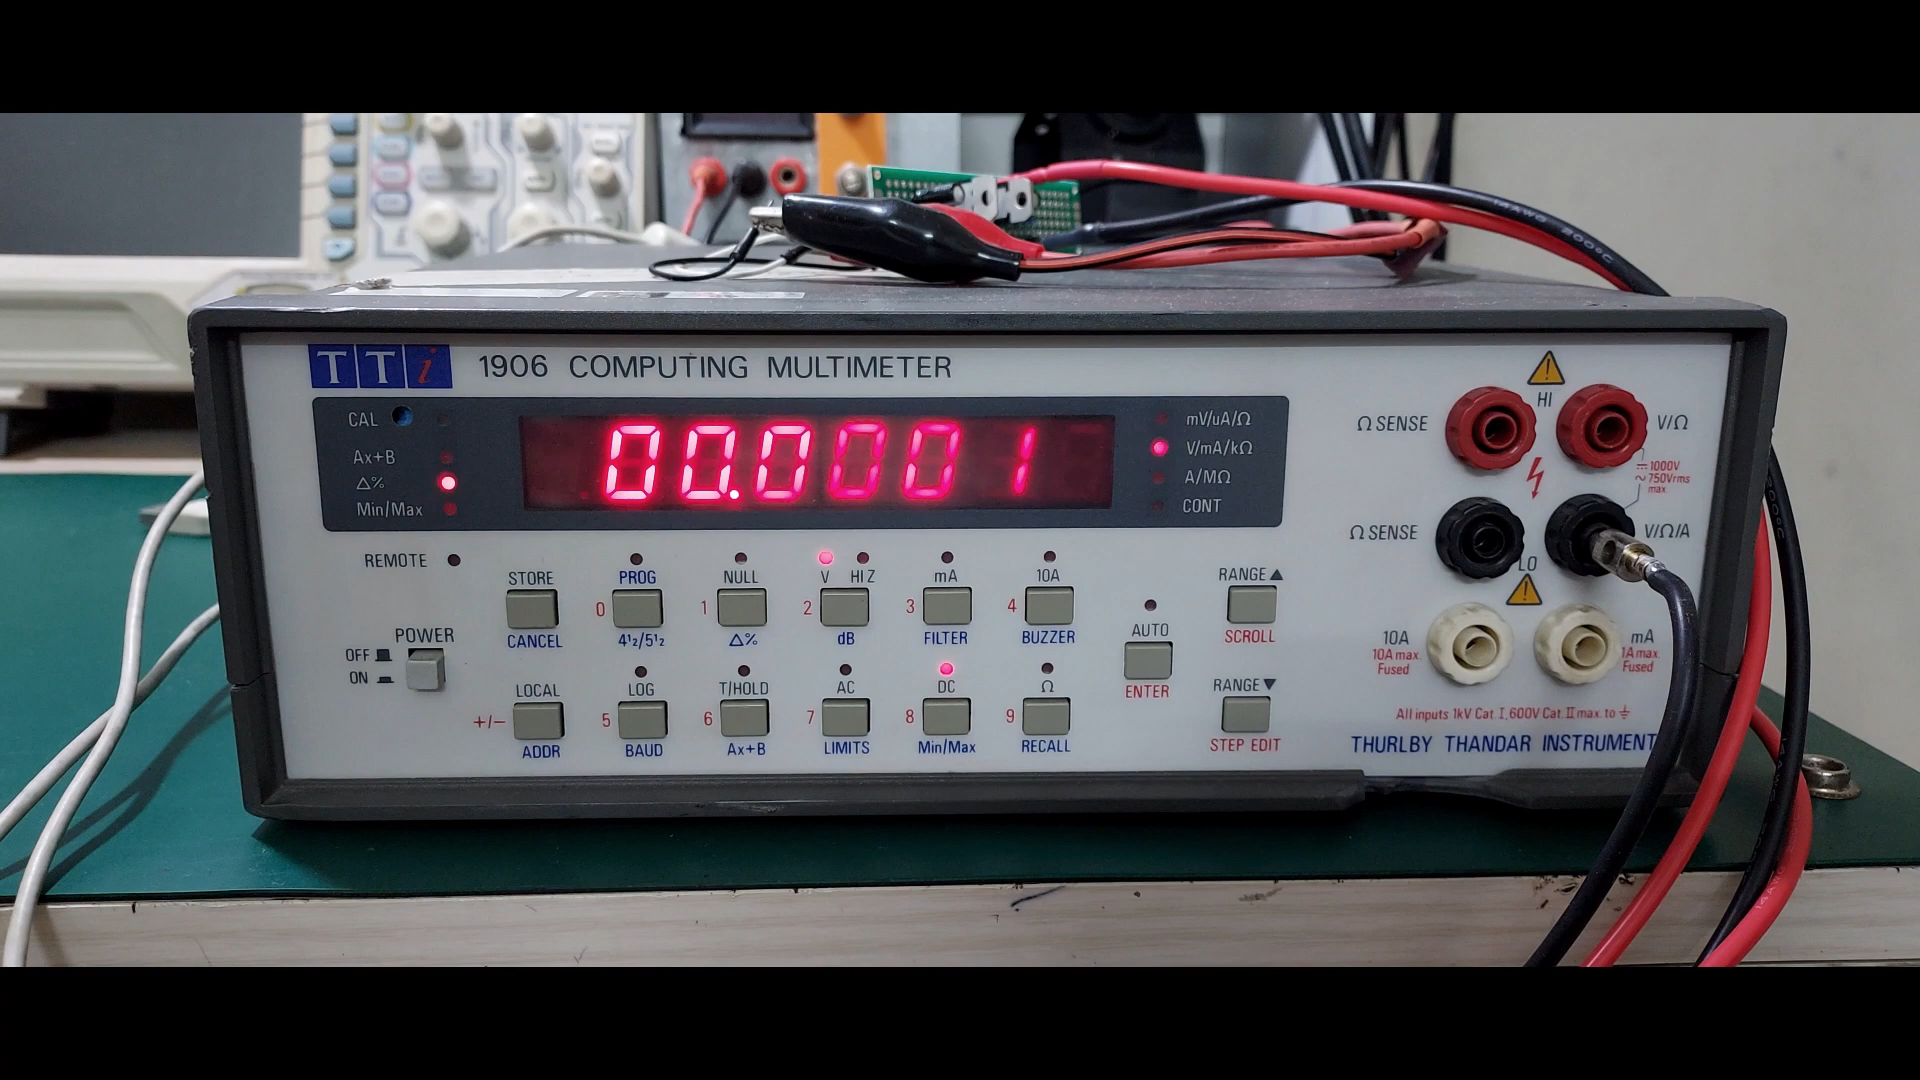 TTi 1906 COMPUTING MULTIMETER
CAL
Ax+B
Δ%
Min/Max
00.0001
mV/uA/Ω
V/mA/kΩ
A/MΩ
CONT
REMOTE
STORE
CANCEL
0 PROG
4½/5½
1 NULL
Δ%
2 V HI Z
dB
3 mA
FILTER
4 10A
BUZZER
AUTO
ENTER
RANGE ▲
SCROLL
POWER
OFF
ON
LOCAL
+/−
ADDR
5 LOG
BAUD
6 T/HOLD
Ax+B
7 AC
LIMITS
8 DC
Min/Max
9 Ω
RECALL
RANGE ▼
STEP EDIT
HI
Ω SENSE
V/Ω
1000V
750Vrms
max.
Ω SENSE
V/Ω/A
LO
10A
10A max.
Fused
mA
1A max.
Fused
All inputs 1kV Cat. I, 600V Cat. II max. to ⏚
THURLBY THANDAR INSTRUMENT
14AWG 200°C